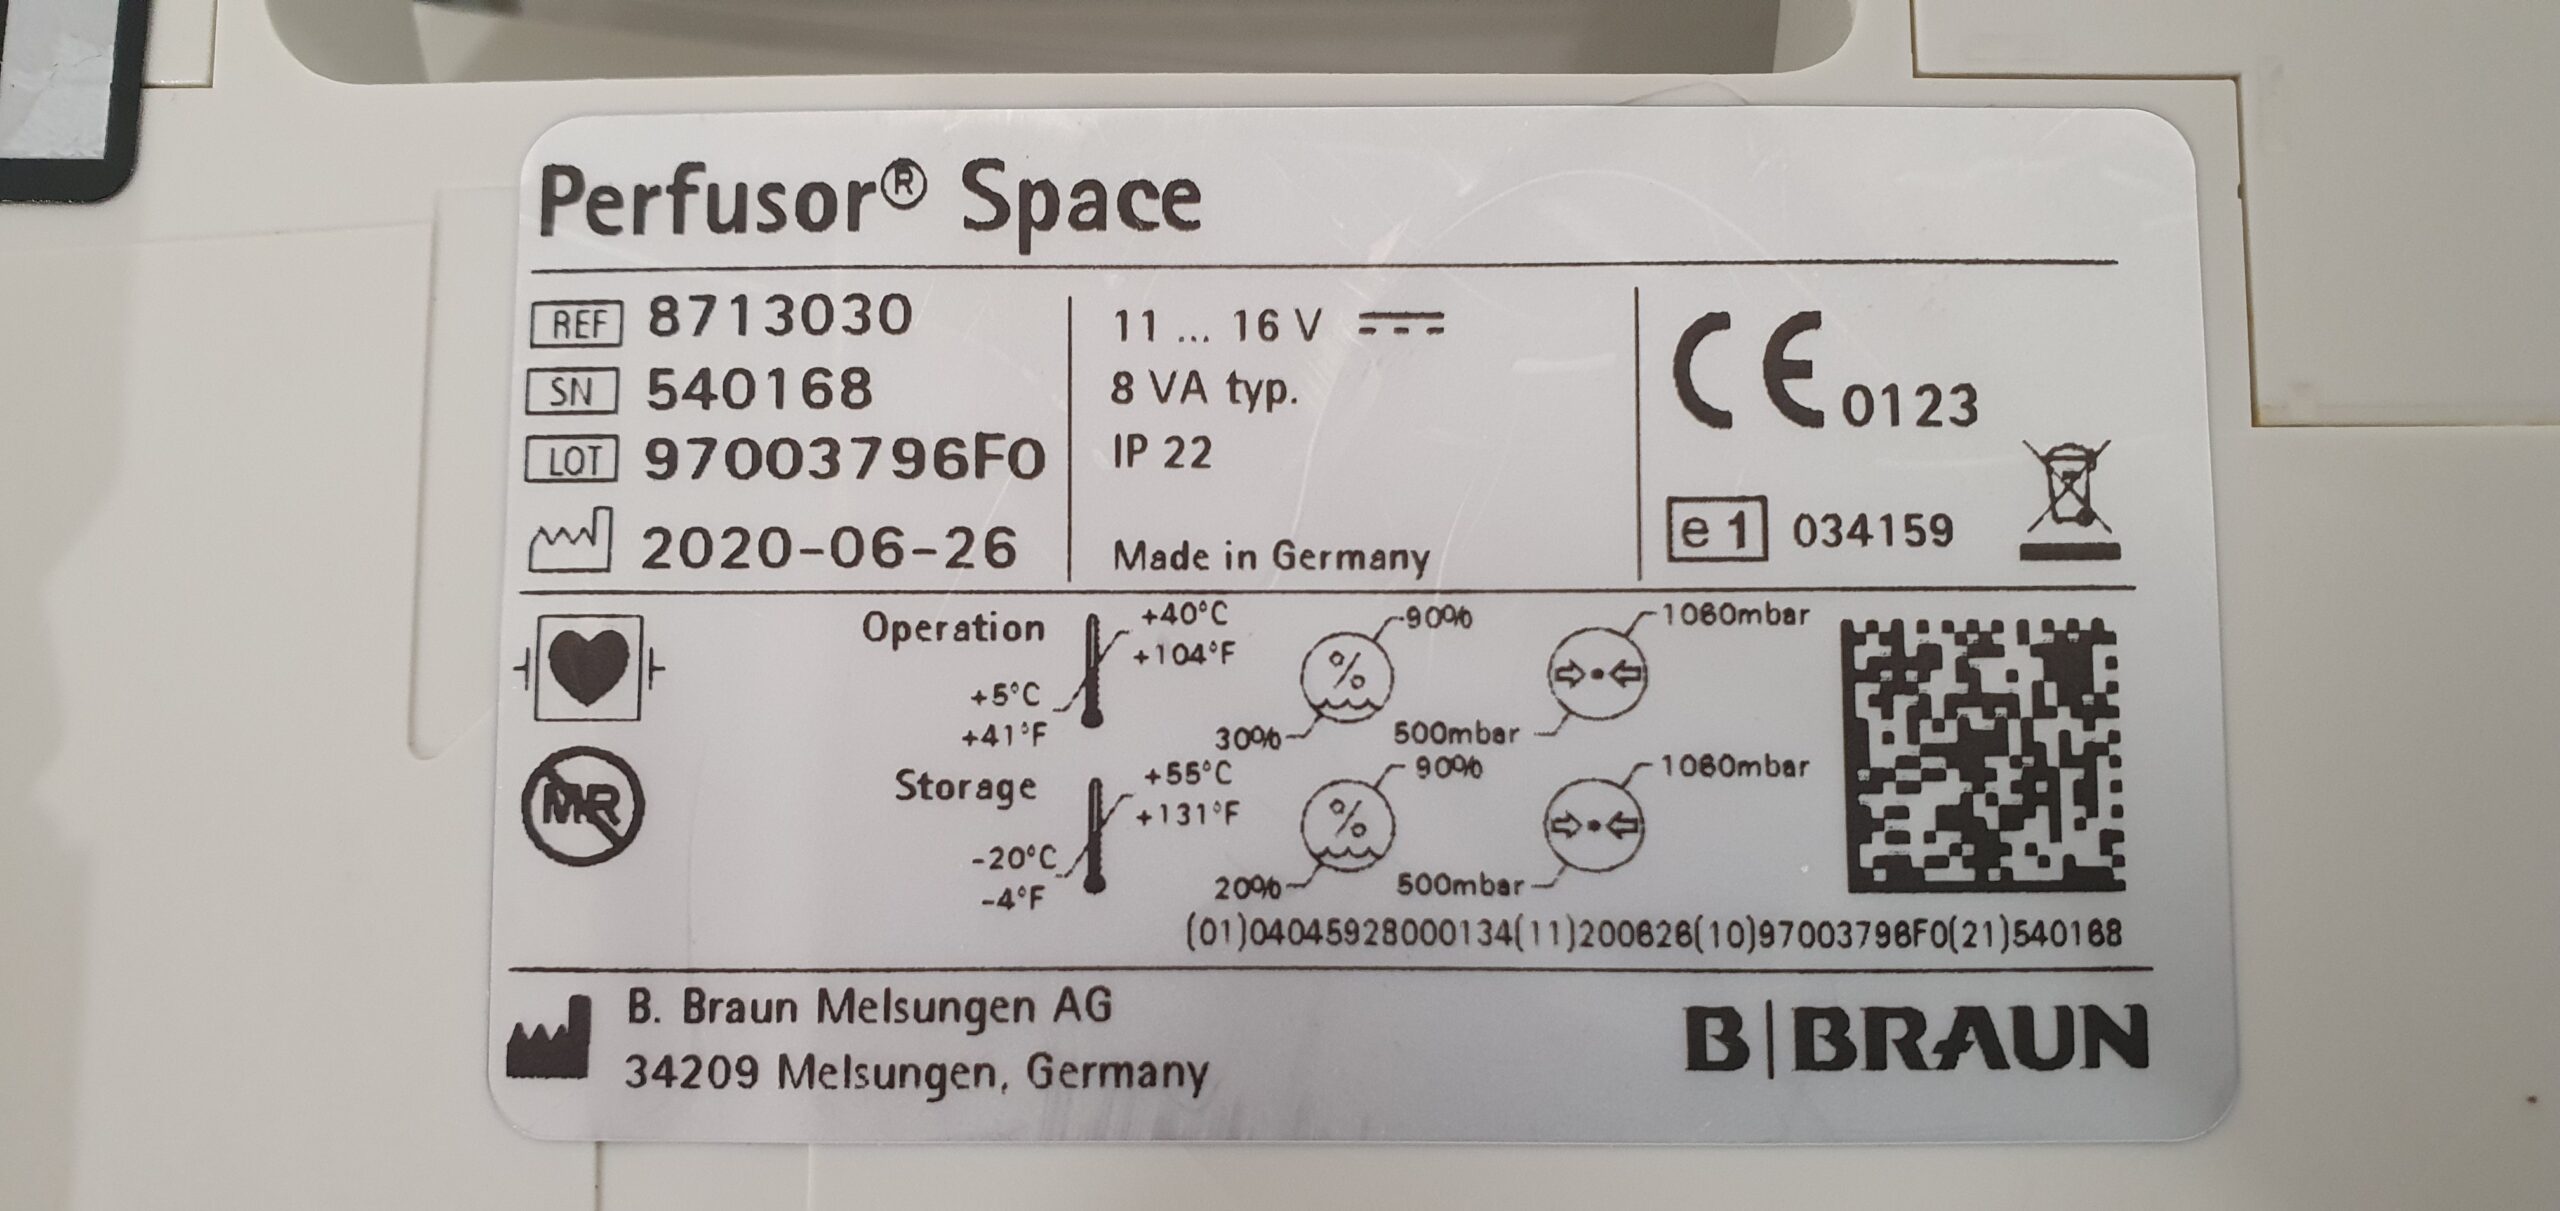 Perfusor® Space
REF 8713030
SN 540168
LOT 97003796F0
2020-06-26
11 ... 16 V
8 VA typ.
IP 22
Made in Germany
CE 0123
e1 034159
MR
Operation
+5°C
+41°F
+40°C
+104°F
%
30%
90%
500mbar
1060mbar
Storage
-20°C
-4°F
+55°C
+131°F
%
20%
90%
500mbar
1060mbar
(01)04045928000134(11)200626(10)97003796F0(21)540168
B. Braun Melsungen AG
34209 Melsungen, Germany
B|BRAUN